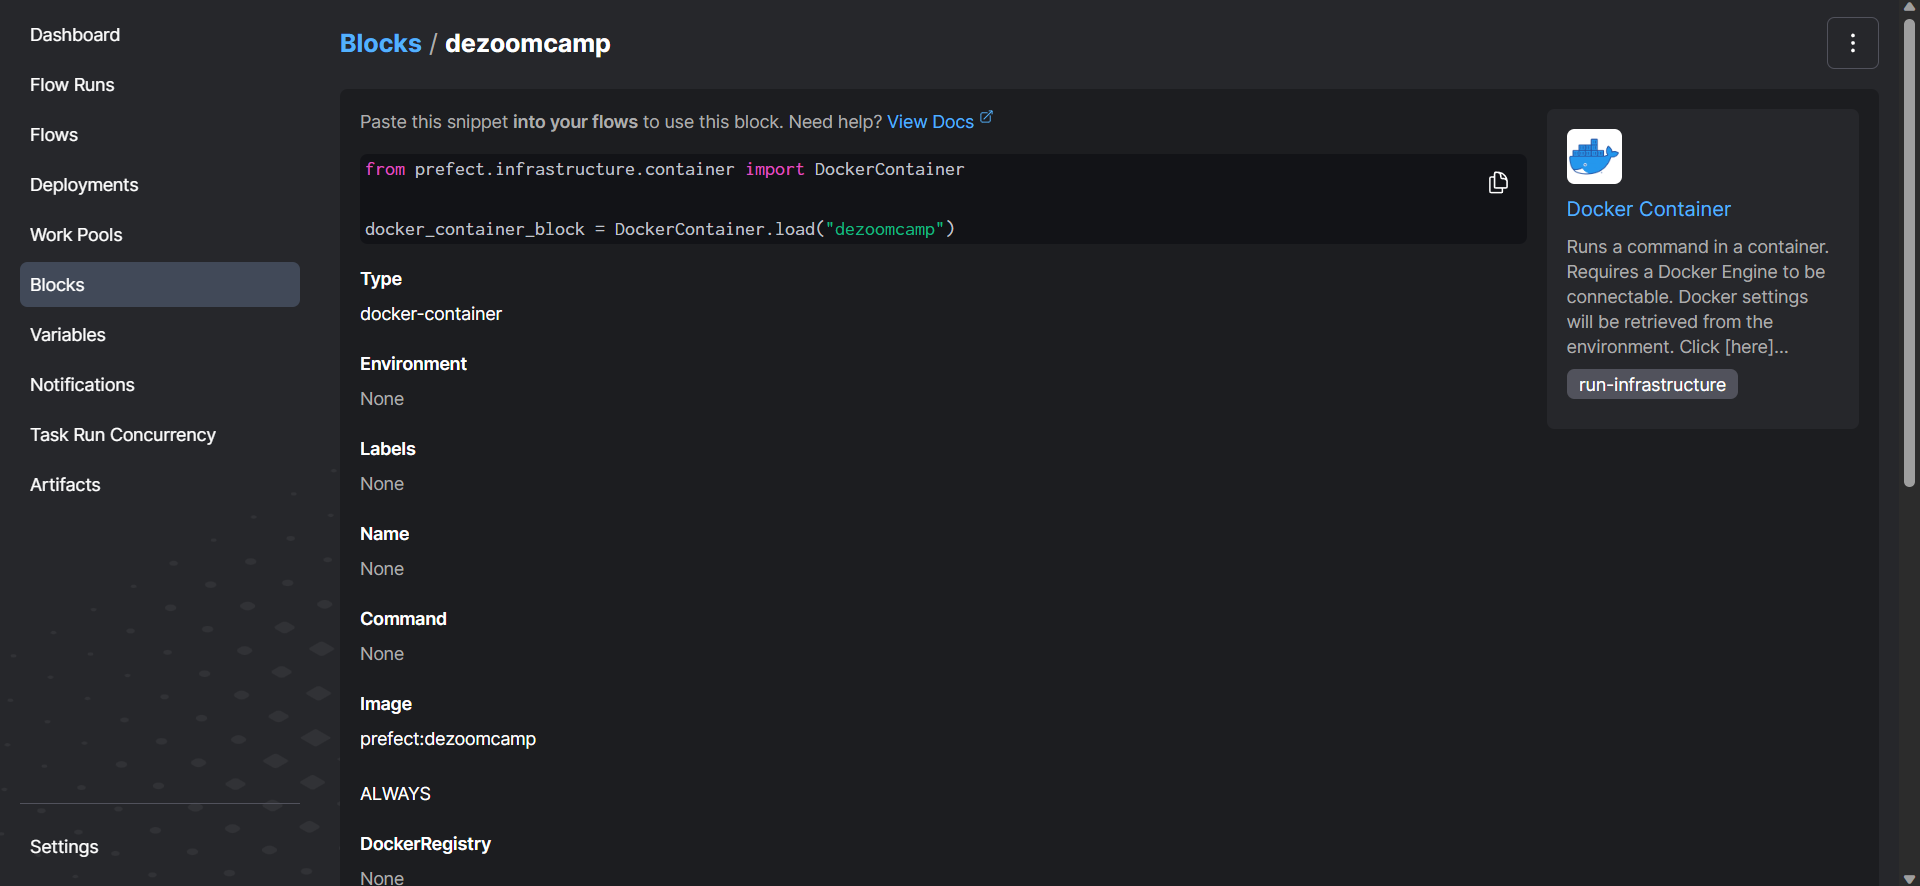 Dashboard
Flow Runs
Flows
Deployments
Work Pools
Blocks
Variables
Notifications
Task Run Concurrency
Artifacts
Settings
Blocks / dezoomcamp
Paste this snippet into your flows to use this block. Need help? View Docs
from prefect.infrastructure.container import DockerContainer
docker_container_block = DockerContainer.load("dezoomcamp")
Type
docker-container
Environment
None
Labels
None
Name
None
Command
None
Image
prefect:dezoomcamp
ALWAYS
DockerRegistry
None
Docker Container
Runs a command in a container.
Requires a Docker Engine to be
connectable. Docker settings
will be retrieved from the
environment. Click [here]...
run-infrastructure